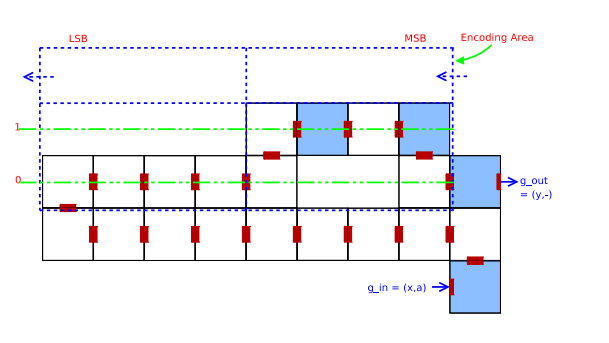 LSB
MSB
Encoding Area
1
0
g_out
= (y,-)
g_in = (x,a)